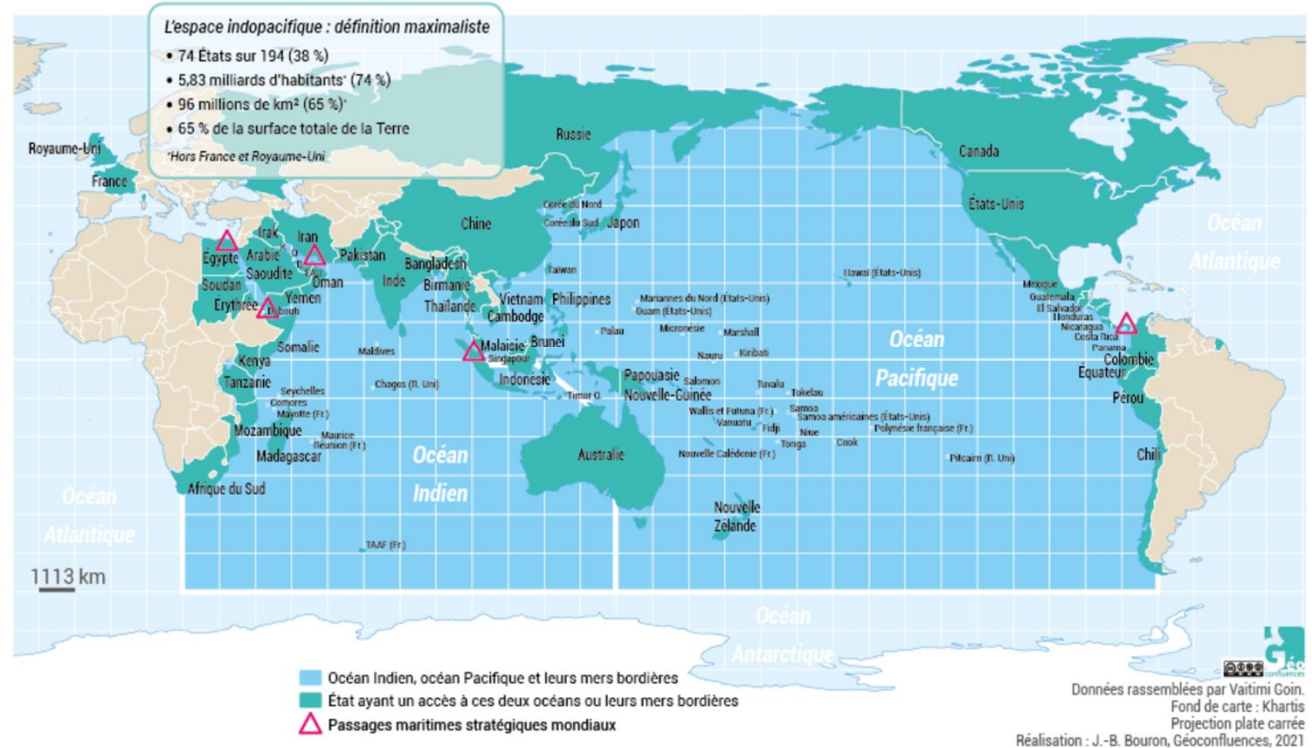 L'espace indopacifique : définition maximaliste
• 74 États sur 194 (38 %)
• 5,83 milliards d'habitants* (74 %)
• 96 millions de km² (65 %)*
• 65 % de la surface totale de la Terre
*Hors France et Royaume-Uni
Royaume-Uni
France
Russie
Canada
États-Unis
Océan
Atlantique
Chine
Corée du Nord
Corée du Sud
Japon
Irak
Iran
Égypte
Arabie
Saoudite
K
Q
EAU
Pakistan
Oman
Inde
Bangladesh
Birmanie
Thaïlande
Taiwan
Soudan
Érythrée
Yemen
Djibouti
Vietnam
Cambodge
Philippines
Hawaï (États-Unis)
Mariannes du Nord (États-Unis)
Guam (États-Unis)
Mexique
Guatemala
El Salvador
Honduras
Nicaragua
Costa Rica
Panama
Colombie
Équateur
Pérou
Chili
Palau
Micronésie
Marshall
Nauru
Kiribati
Océan
Pacifique
Somalie
Kenya
Tanzanie
Maldives
Malaisie
Brunei
Singapour
Indonésie
Timor O.
Papouasie
Nouvelle-Guinée
Salomon
Tuvalu
Tokelau
Seychelles
Comores
Mayotte (Fr.)
Chagos (R. Uni)
Wallis et Futuna (Fr.)
Samoa
Samoa américaines (États-Unis)
Vanuatu
Fidji
Niue
Polynésie française (Fr.)
Tonga
Cook
Mozambique
Maurice
Réunion (Fr.)
Madagascar
Océan
Indien
Australie
Nouvelle Calédonie (Fr.)
Pitcairn (R. Uni)
Afrique du Sud
Océan
Atlantique
Nouvelle
Zélande
TAAF (Fr.)
1113 km
Océan
Antarctique
Océan Indien, océan Pacifique et leurs mers bordières
État ayant un accès à ces deux océans ou leurs mers bordières
Passages maritimes stratégiques mondiaux
Géo
confluences
Données rassemblées par Vaitimi Goin.
Fond de carte : Khartis
Projection plate carrée
Réalisation : J.-B. Bouron, Géoconfluences, 2021